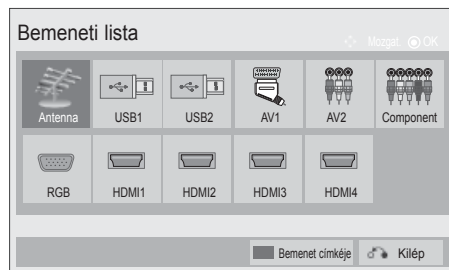 Bemeneti lista
Mozgat OK
Antenna USB1 USB2 AV1 AV2 Component
RGB HDMI1 HDMI2 HDMI3 HDMI4
Bemenet címkéje Kilép